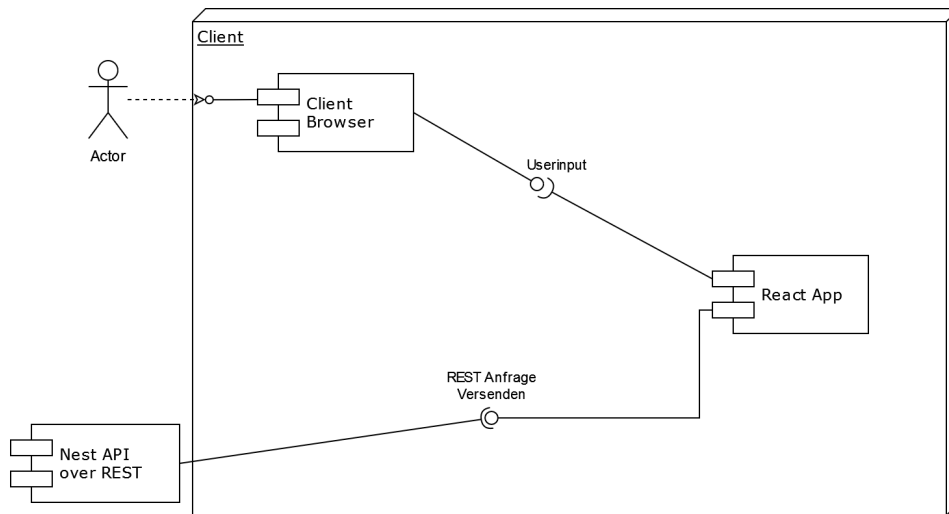 Client
Client
Browser
Actor
Userinput
React App
REST Anfrage
Versenden
Nest API
over REST